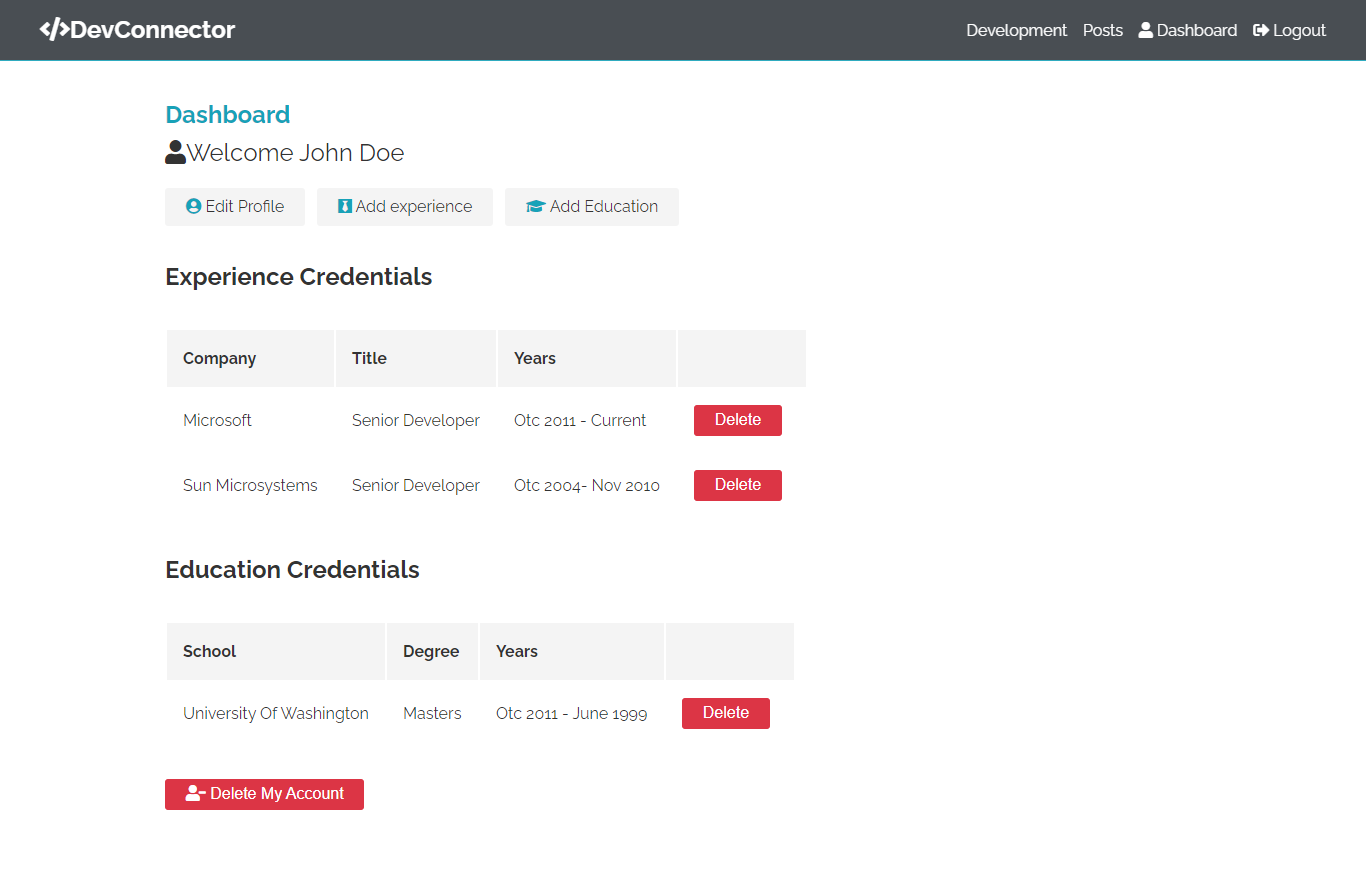 </>DevConnector Development Posts Dashboard Logout
Dashboard
Welcome John Doe
Edit Profile Add experience Add Education
Experience Credentials
Company Title Years
Microsoft Senior Developer Otc 2011 - Current Delete
Sun Microsystems Senior Developer Otc 2004- Nov 2010 Delete
Education Credentials
School Degree Years
University Of Washington Masters Otc 2011 - June 1999 Delete
Delete My Account